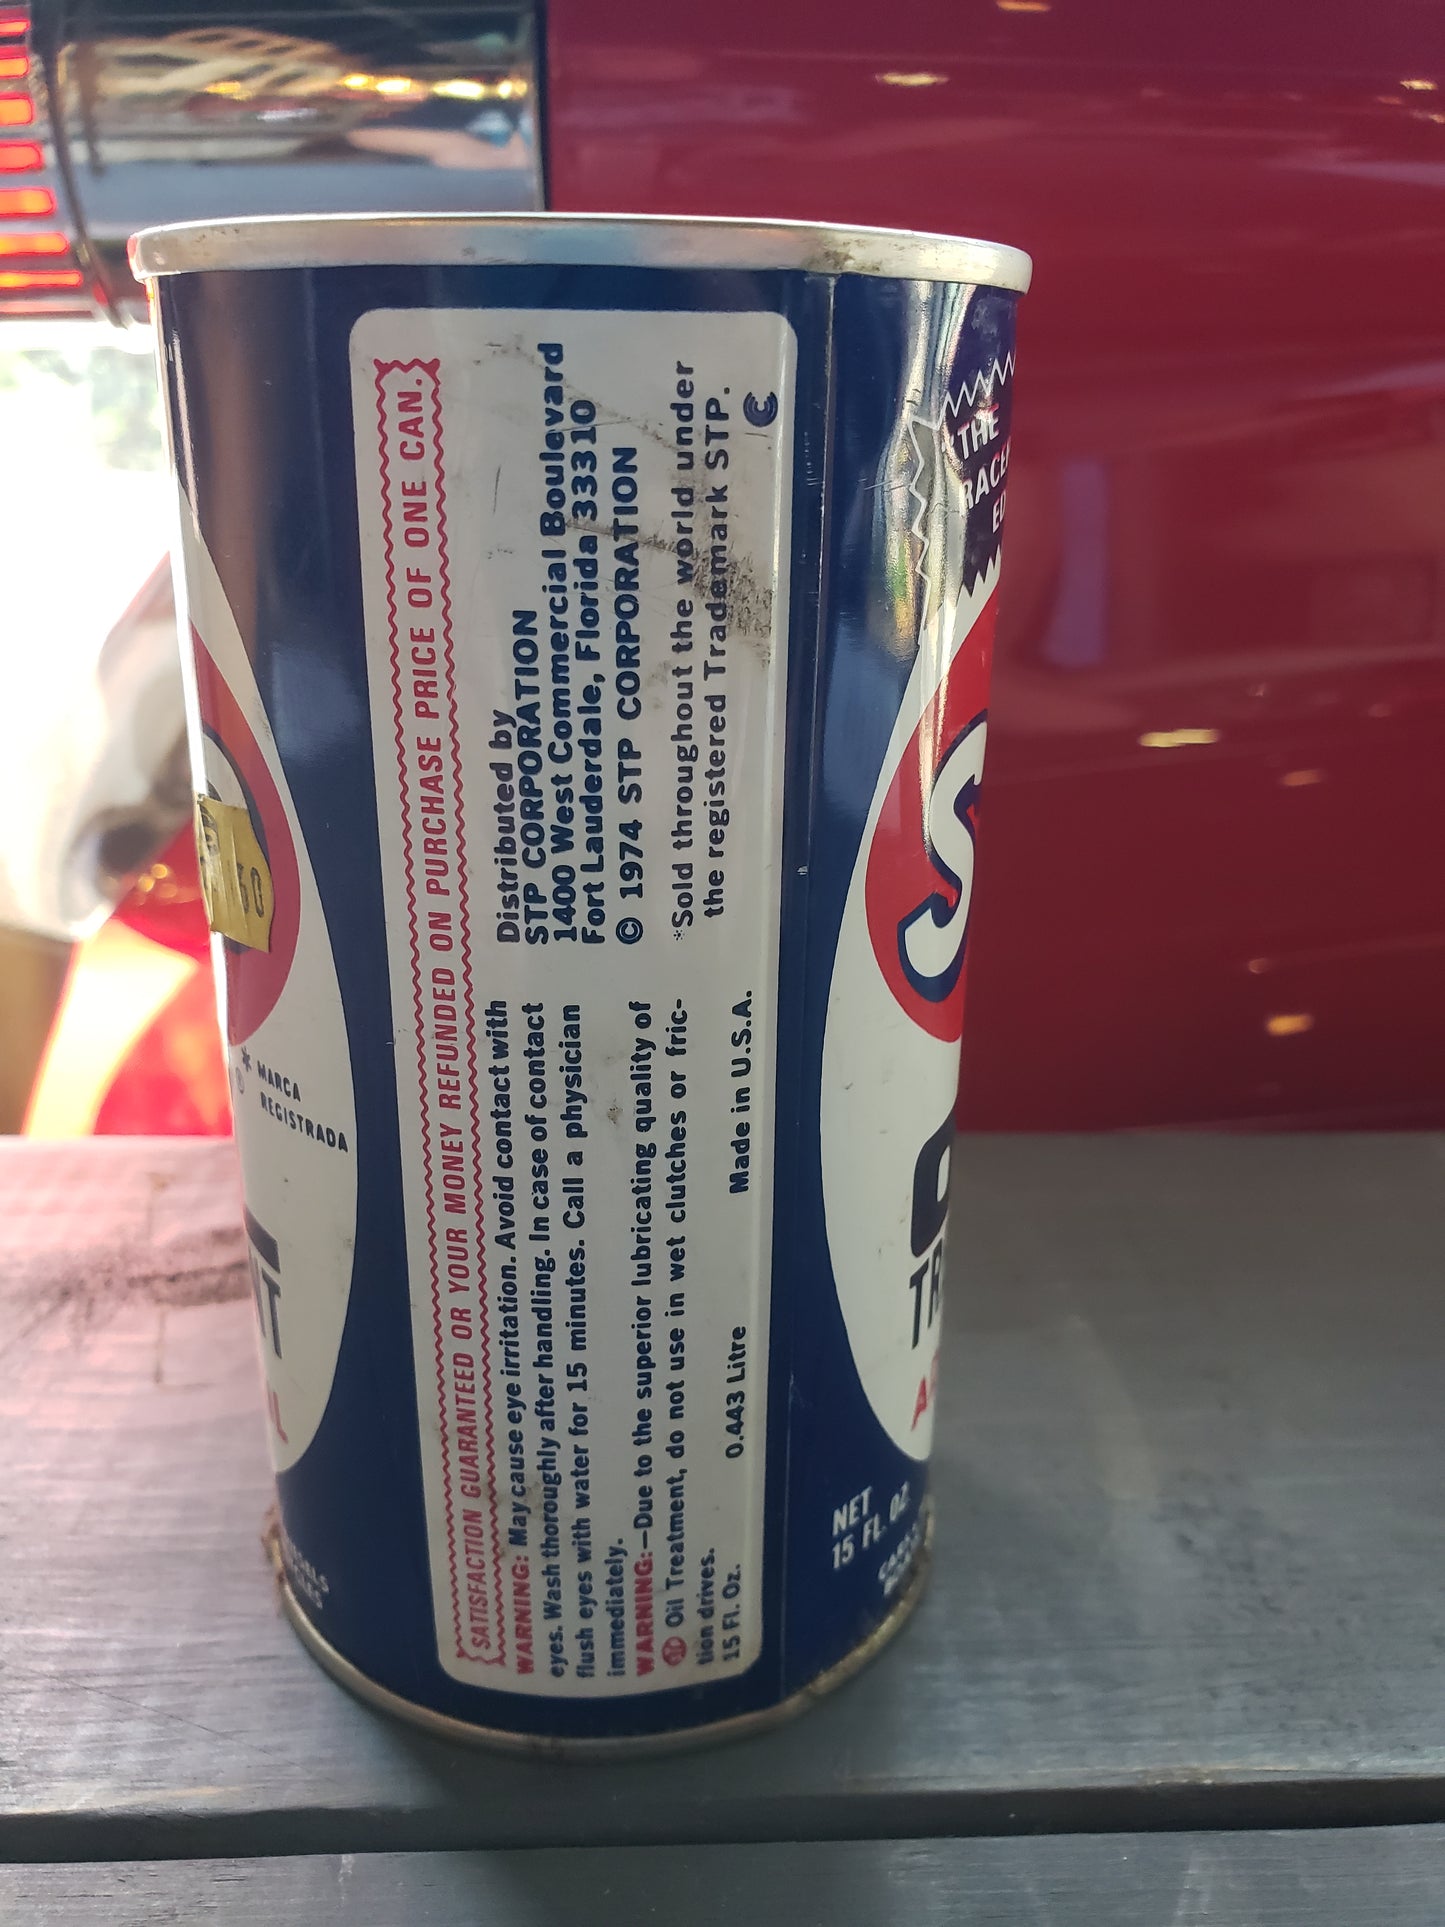 SATISFACTION GUARANTEED OR YOUR MONEY REFUNDED ON PURCHASE PRICE OF ONE CAN.
WARNING: May cause eye irritation. Avoid contact with
eyes. Wash thoroughly after handling. In case of contact
flush eyes with water for 15 minutes. Call a physician
immediately.
WARNING:—Due to the superior lubricating quality of
STP Oil Treatment, do not use in wet clutches or fric-
tion drives.
15 Fl. Oz.
0.443 Litre
Made in U.S.A.
Distributed by
STP CORPORATION
1400 West Commercial Boulevard
Fort Lauderdale, Florida 33310
© 1974 STP CORPORATION
*Sold throughout the world under
the registered Trademark STP.
C
* MARCA
REGISTRADA
THE
NET
15 FL. OZ.